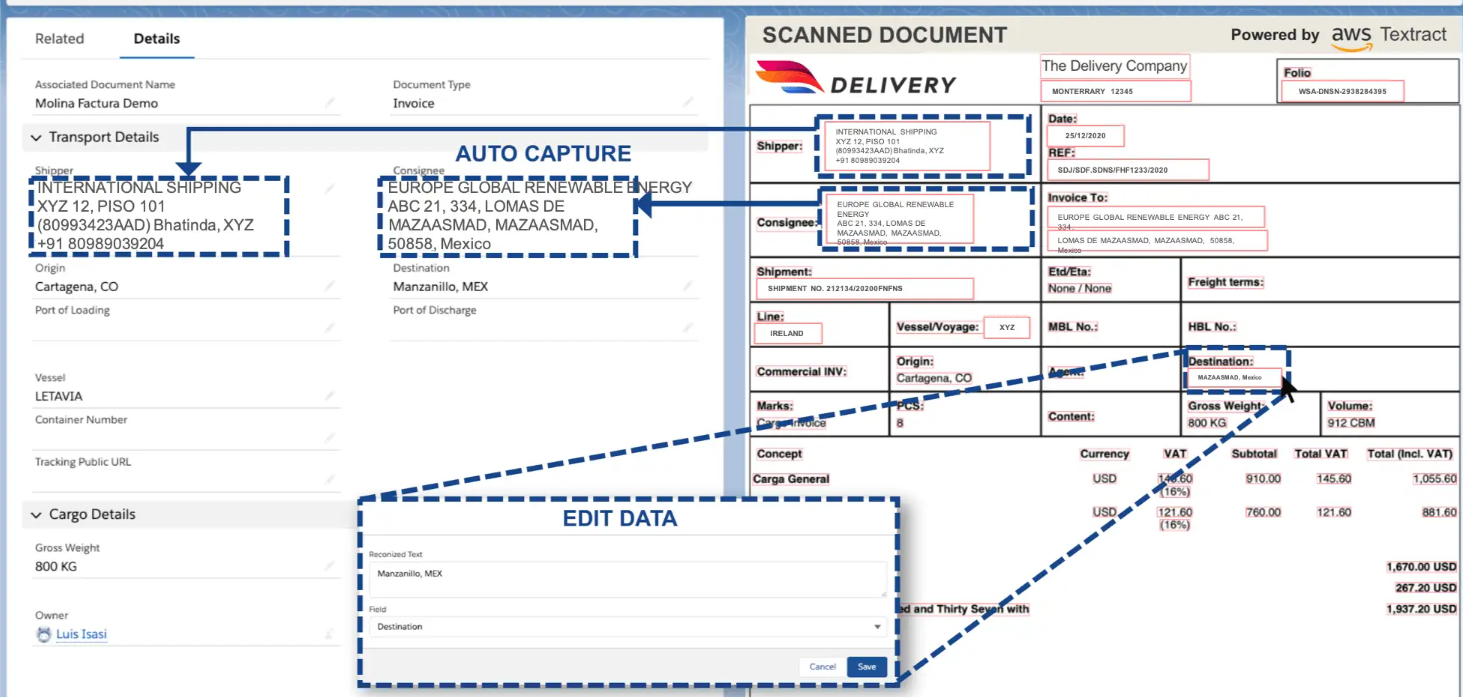 Related Details
Associated Document Name
Molina Factura Demo
Document Type
Invoice
Transport Details
AUTO CAPTURE
Shipper
INTERNATIONAL SHIPPING
XYZ 12, PISO 101
(80993423AAD) Bhatinda, XYZ
+91 80989039204
Consignee
EUROPE GLOBAL RENEWABLE ENERGY
ABC 21, 334, LOMAS DE
MAZAASMAD, MAZAASMAD,
50858, Mexico
Origin
Cartagena, CO
Destination
Manzanillo, MEX
Port of Loading
Port of Discharge
Vessel
LETAVIA
Container Number
Tracking Public URL
Cargo Details
Gross Weight
800 KG
Owner
Luis Isasi
EDIT DATA
Reconized Text
Manzanillo, MEX
Field
Destination
Cancel Save
SCANNED DOCUMENT
Powered by aws Textract
DELIVERY
The Delivery Company
MONTERRARY 12345
Folio
WSA-DNSN-2938284395
Shipper:
INTERNATIONAL SHIPPING
XYZ 12, PISO 101
(80993423AAD) Bhatinda, XYZ
+91 80989039204
Date:
25/12/2020
REF:
SDJ/SDF.SDNS/FHF1233/2020
Consignee:
EUROPE GLOBAL RENEWABLE
ENERGY
ABC 21, 334, LOMAS DE
MAZAASMAD, MAZAASMAD,
50858, Mexico
Invoice To:
EUROPE GLOBAL RENEWABLE ENERGY ABC 21,
334,
LOMAS DE MAZAASMAD, MAZAASMAD, 50858,
Mexico
Shipment:
SHIPMENT NO. 212134/20200FNFNS
Etd/Eta:
None / None
Freight terms:
Line:
IRELAND
Vessel/Voyage: XYZ
MBL No.:
HBL No.:
Commercial INV:
Origin:
Cartagena, CO
Agent:
Destination:
MAZAASMAD, Mexico
Marks:
Cargo Invoice
PCS:
8
Content:
Gross Weight:
800 KG
Volume:
912 CBM
Concept Currency VAT Subtotal Total VAT Total (Incl. VAT)
Carga General USD 145.60 910.00 145.60 1,055.60
(16%)
USD 121.60 760.00 121.60 881.60
(16%)
1,670.00 USD
267.20 USD
ed and Thirty Seven with 1,937.20 USD